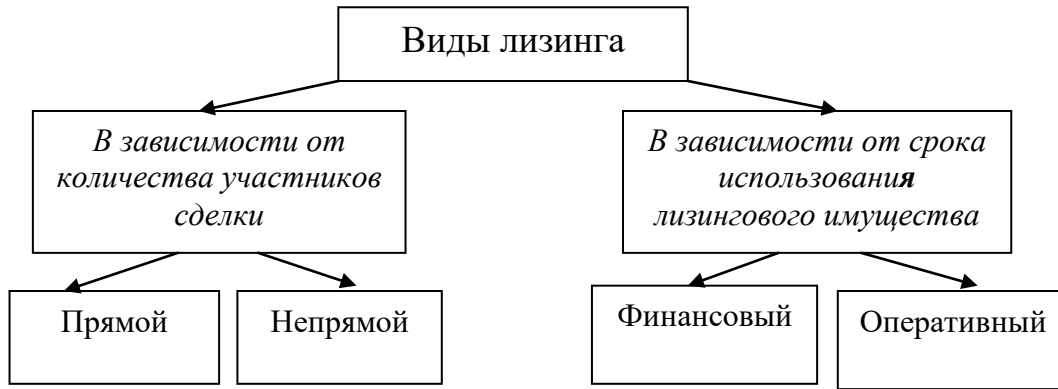 Виды лизинга
В зависимости от
количества участников
сделки
В зависимости от срока
использования
лизингового имущества
Прямой
Непрямой
Финансовый
Оперативный